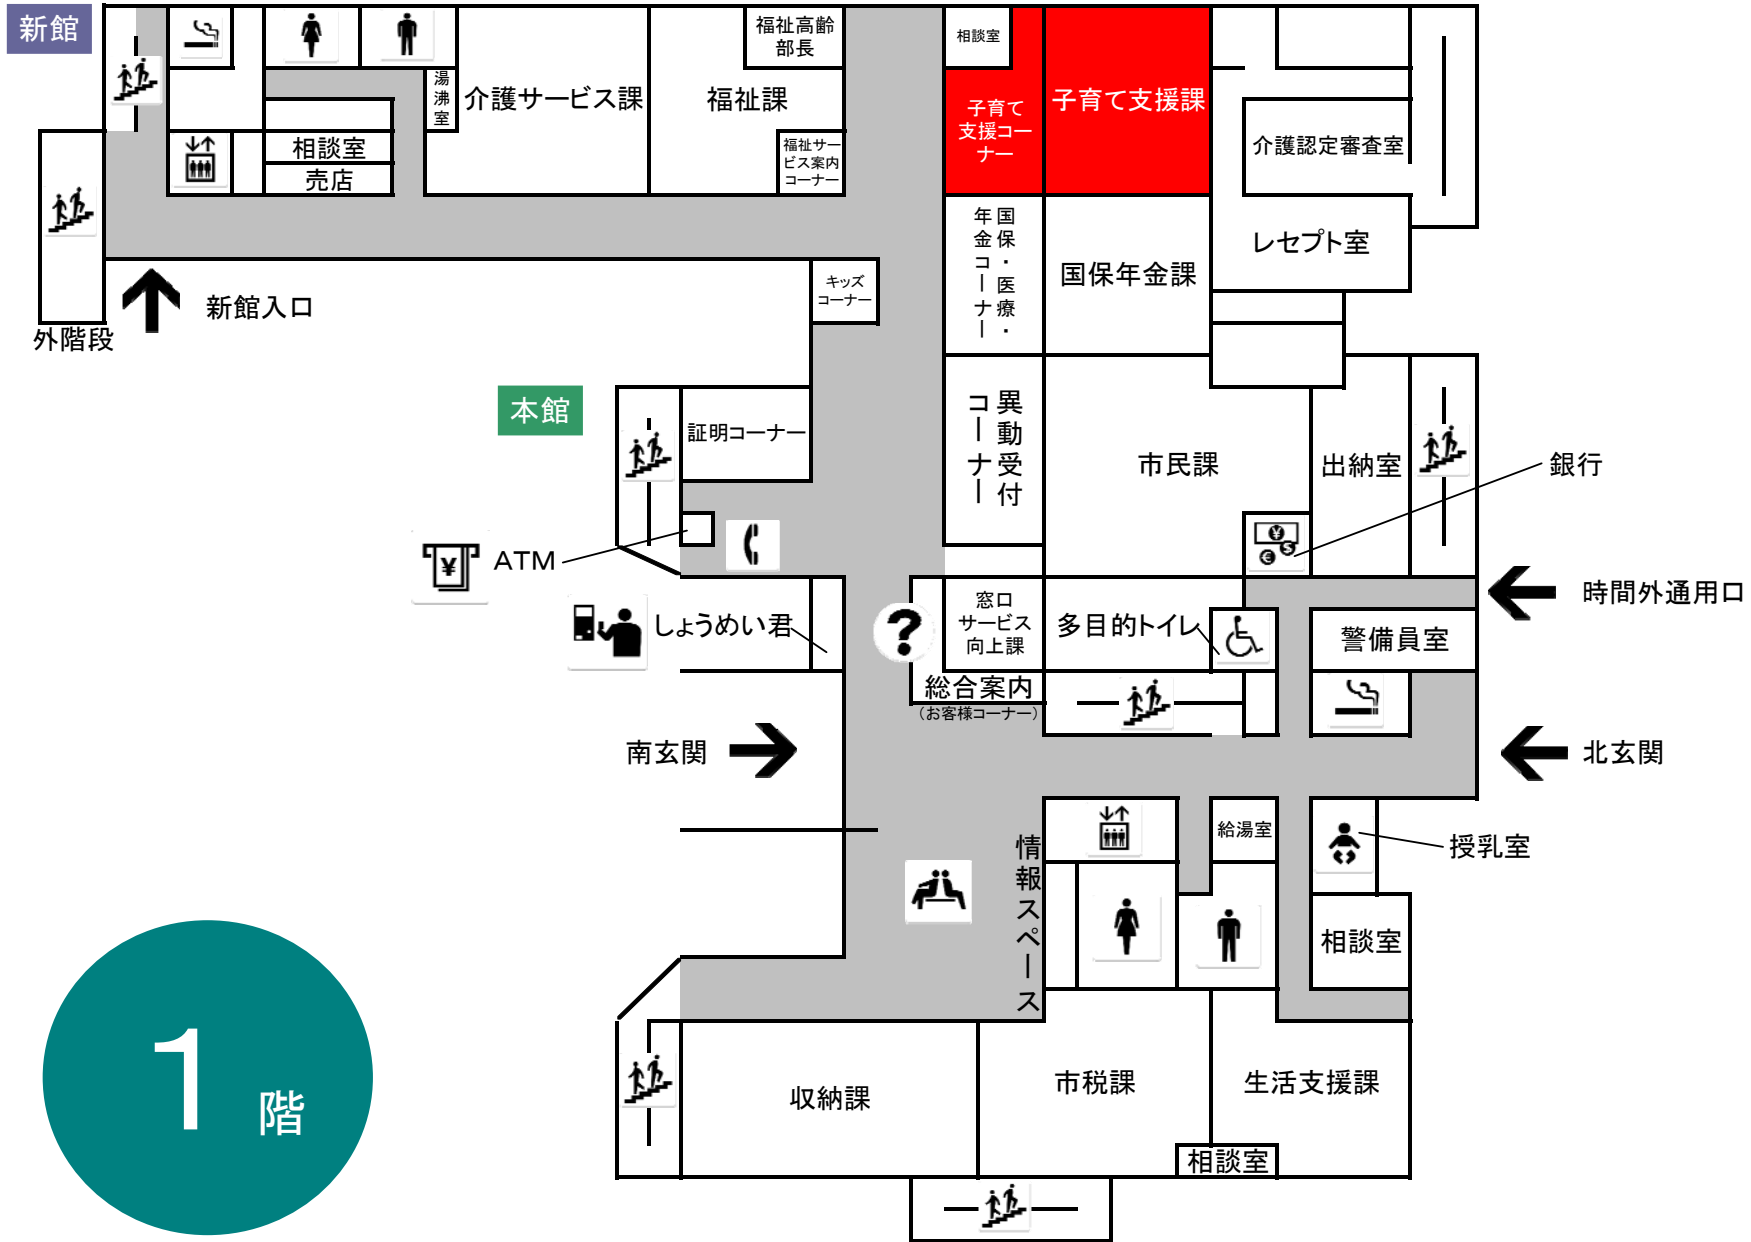 新館
福祉高齢
部長
相談室
湯沸室
介護サービス課
福祉課
子育て
支援コー
ナー
子育て支援課
相談室
売店
福祉サー
ビス案内
コーナー
介護認定審査室
国保・医療・
年金コーナー
国保年金課
レセプト室
キッズ
コーナー
新館入口
外階段
本館
証明コーナー
異動受付
コーナー
市民課
出納室
銀行
ATM
時間外通用口
しょうめい君
窓口
サービス
向上課
多目的トイレ
警備員室
総合案内
(お客様コーナー)
南玄関
北玄関
情報スペース
給湯室
授乳室
相談室
収納課
市税課
生活支援課
相談室
1階